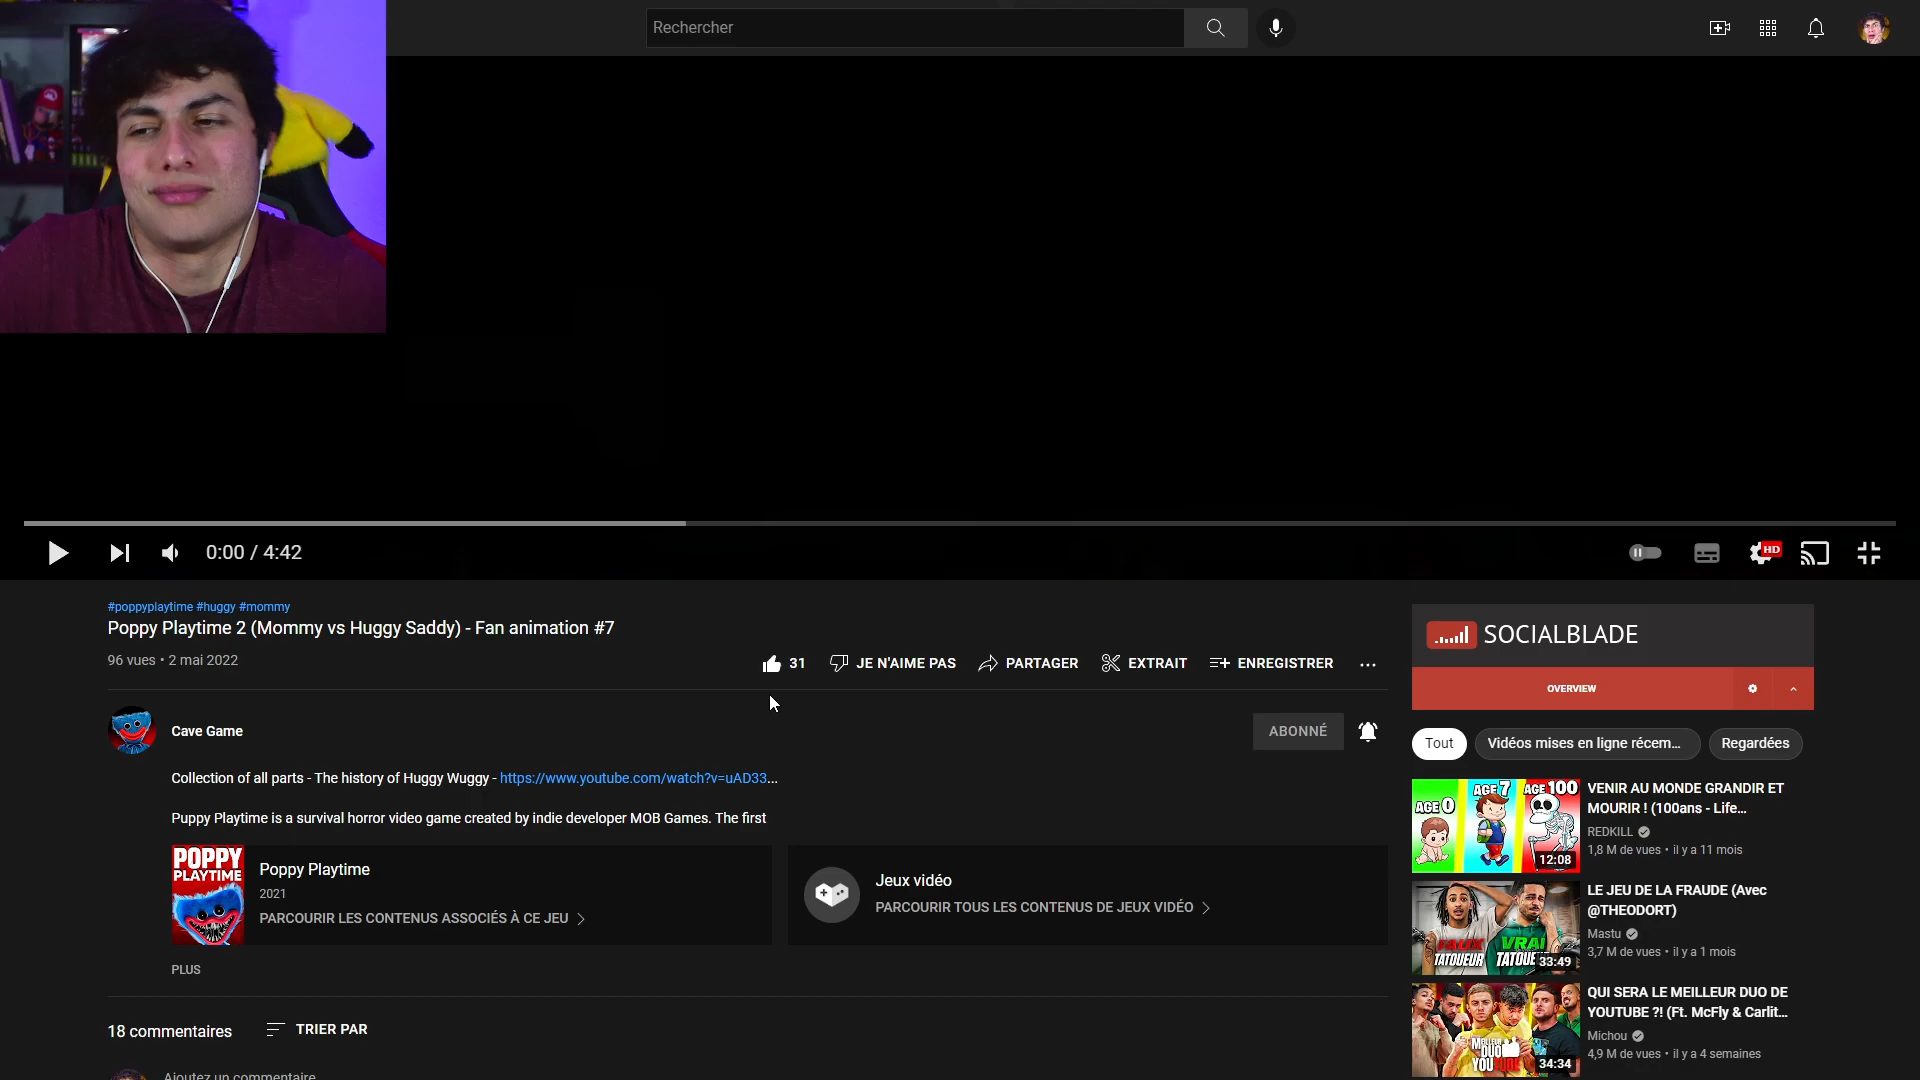 Rechercher
0:00 / 4:42
HD
#poppyplaytime #huggy #mommy
Poppy Playtime 2 (Mommy vs Huggy Saddy) - Fan animation #7
96 vues • 2 mai 2022
31
JE N'AIME PAS
PARTAGER
EXTRAIT
ENREGISTRER
Cave Game
ABONNÉ
Collection of all parts - The history of Huggy Wuggy - https://www.youtube.com/watch?v=uAD33...
Puppy Playtime is a survival horror video game created by indie developer MOB Games. The first
POPPY
PLAYTIME
Poppy Playtime
2021
PARCOURIR LES CONTENUS ASSOCIÉS À CE JEU
Jeux vidéo
PARCOURIR TOUS LES CONTENUS DE JEUX VIDÉO
PLUS
18 commentaires
TRIER PAR
Ajoutez un commentaire
SOCIALBLADE
OVERVIEW
Tout
Vidéos mises en ligne récem...
Regardées
AGE 0
AGE 7
AGE 100
12:08
VENIR AU MONDE GRANDIR ET
MOURIR ! (100ans - Life...
REDKILL
1,8 M de vues • il y a 11 mois
FAUX
TATOUEUR
VRAI
TATOUE
33:49
LE JEU DE LA FRAUDE (Avec
@THEODORT)
Mastu
3,7 M de vues • il y a 1 mois
MEILLEUR
DUO
YOUTUBE
34:34
QUI SERA LE MEILLEUR DUO DE
YOUTUBE ?! (Ft. McFly & Carlit...
Michou
4,9 M de vues • il y a 4 semaines